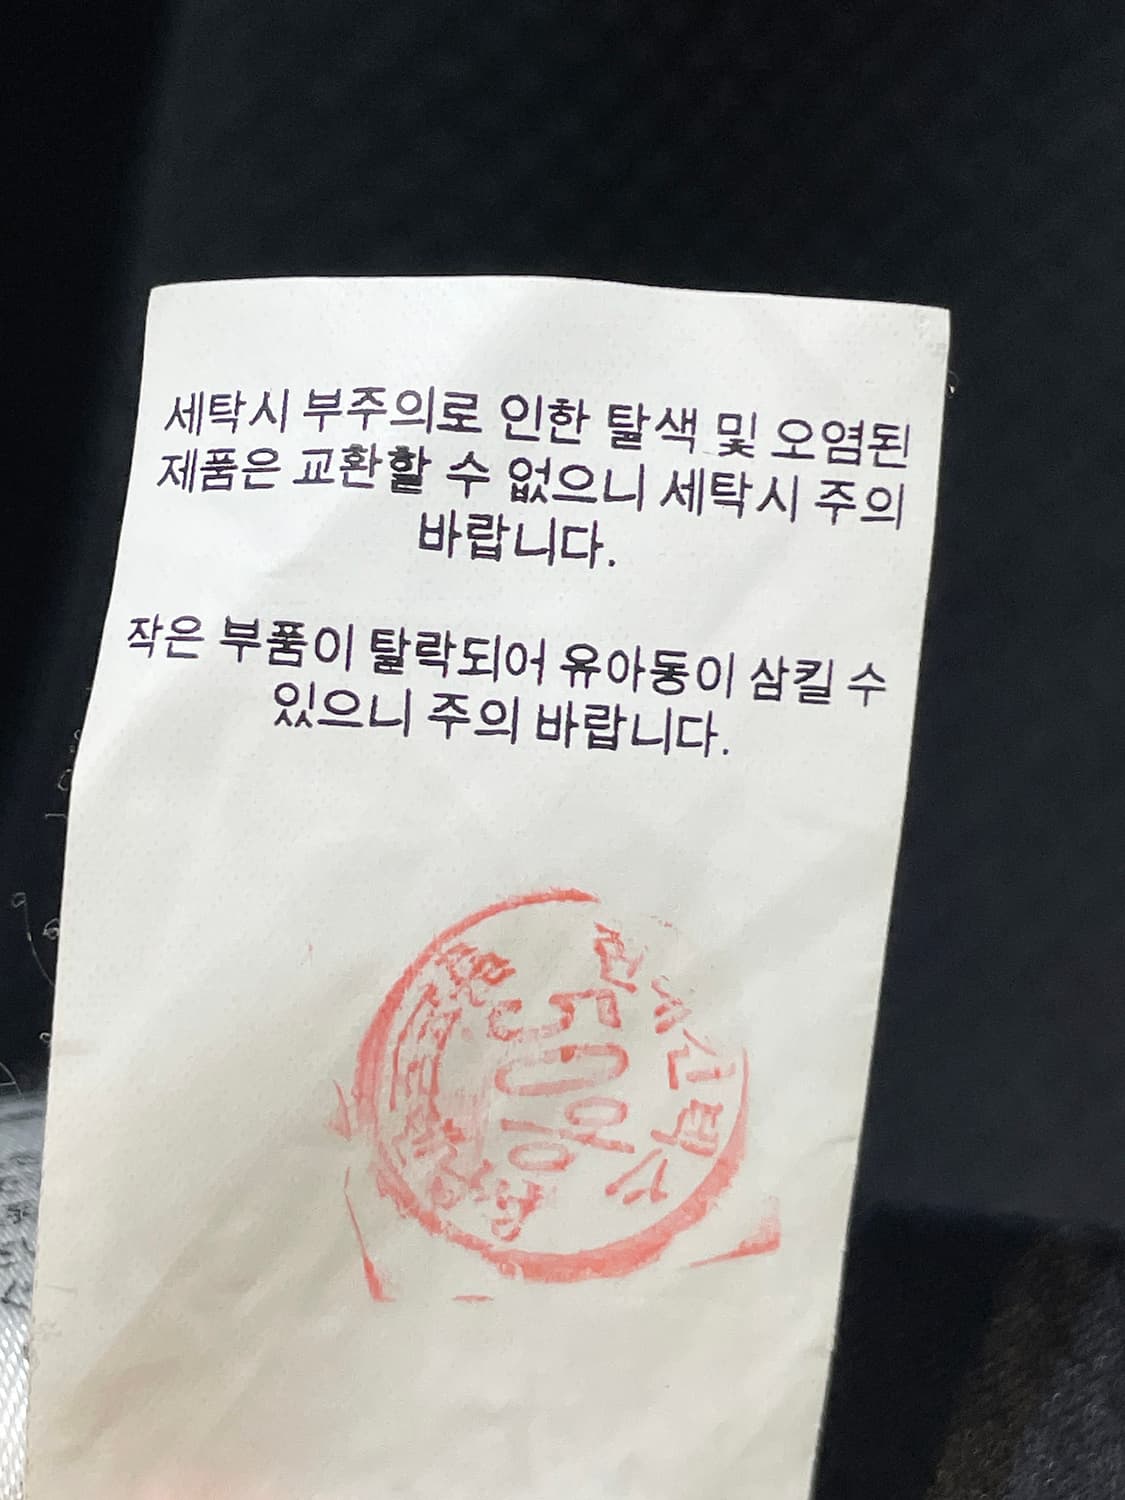 세탁시 부주의로 인한 탈색 및 오염된
제품은 교환할 수 없으니 세탁시 주의
바랍니다.
작은 부품이 탈락되어 유아동이 삼킬 수
있으니 주의 바랍니다.